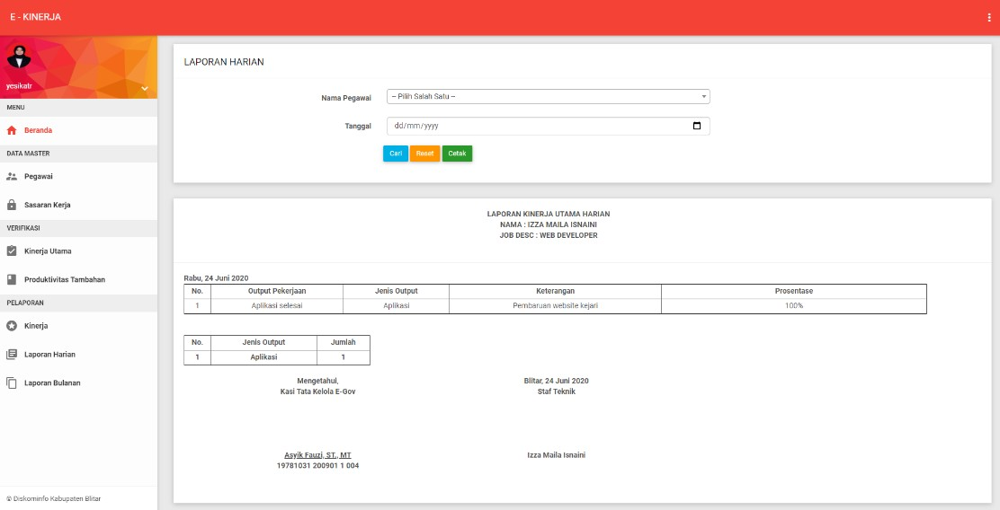 E - KINERJA
yesikatr
MENU
Beranda
DATA MASTER
Pegawai
Sasaran Kerja
VERIFIKASI
Kinerja Utama
Produktivitas Tambahan
PELAPORAN
Kinerja
Laporan Harian
Laporan Bulanan
© Diskominfo Kabupaten Blitar
LAPORAN HARIAN
Nama Pegawai -- Pilih Salah Satu --
Tanggal dd/mm/yyyy
Cari Reset Cetak
LAPORAN KINERJA UTAMA HARIAN
NAMA : IZZA MAILA ISNAINI
JOB DESC : WEB DEVELOPER
Rabu, 24 Juni 2020
No. Output Pekerjaan Jenis Output Keterangan Prosentase
1 Aplikasi selesai Aplikasi Pembaruan website kejari 100%
No. Jenis Output Jumlah
1 Aplikasi 1
Mengetahui, Blitar, 24 Juni 2020
Kasi Tata Kelola E-Gov Staf Teknik
Asyik Fauzi, ST., MT Izza Maila Isnaini
19781031 200901 1 004